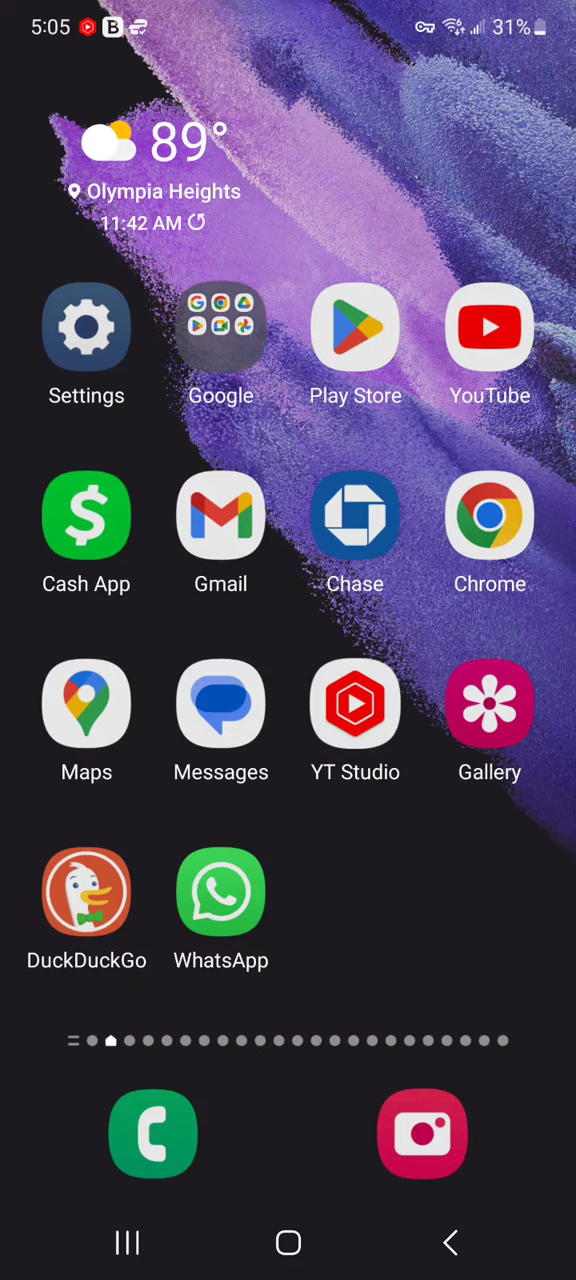 5:05 B 31%
89°
Olympia Heights
11:42 AM
Settings Google Play Store YouTube
Cash App Gmail Chase Chrome
Maps Messages YT Studio Gallery
DuckDuckGo WhatsApp